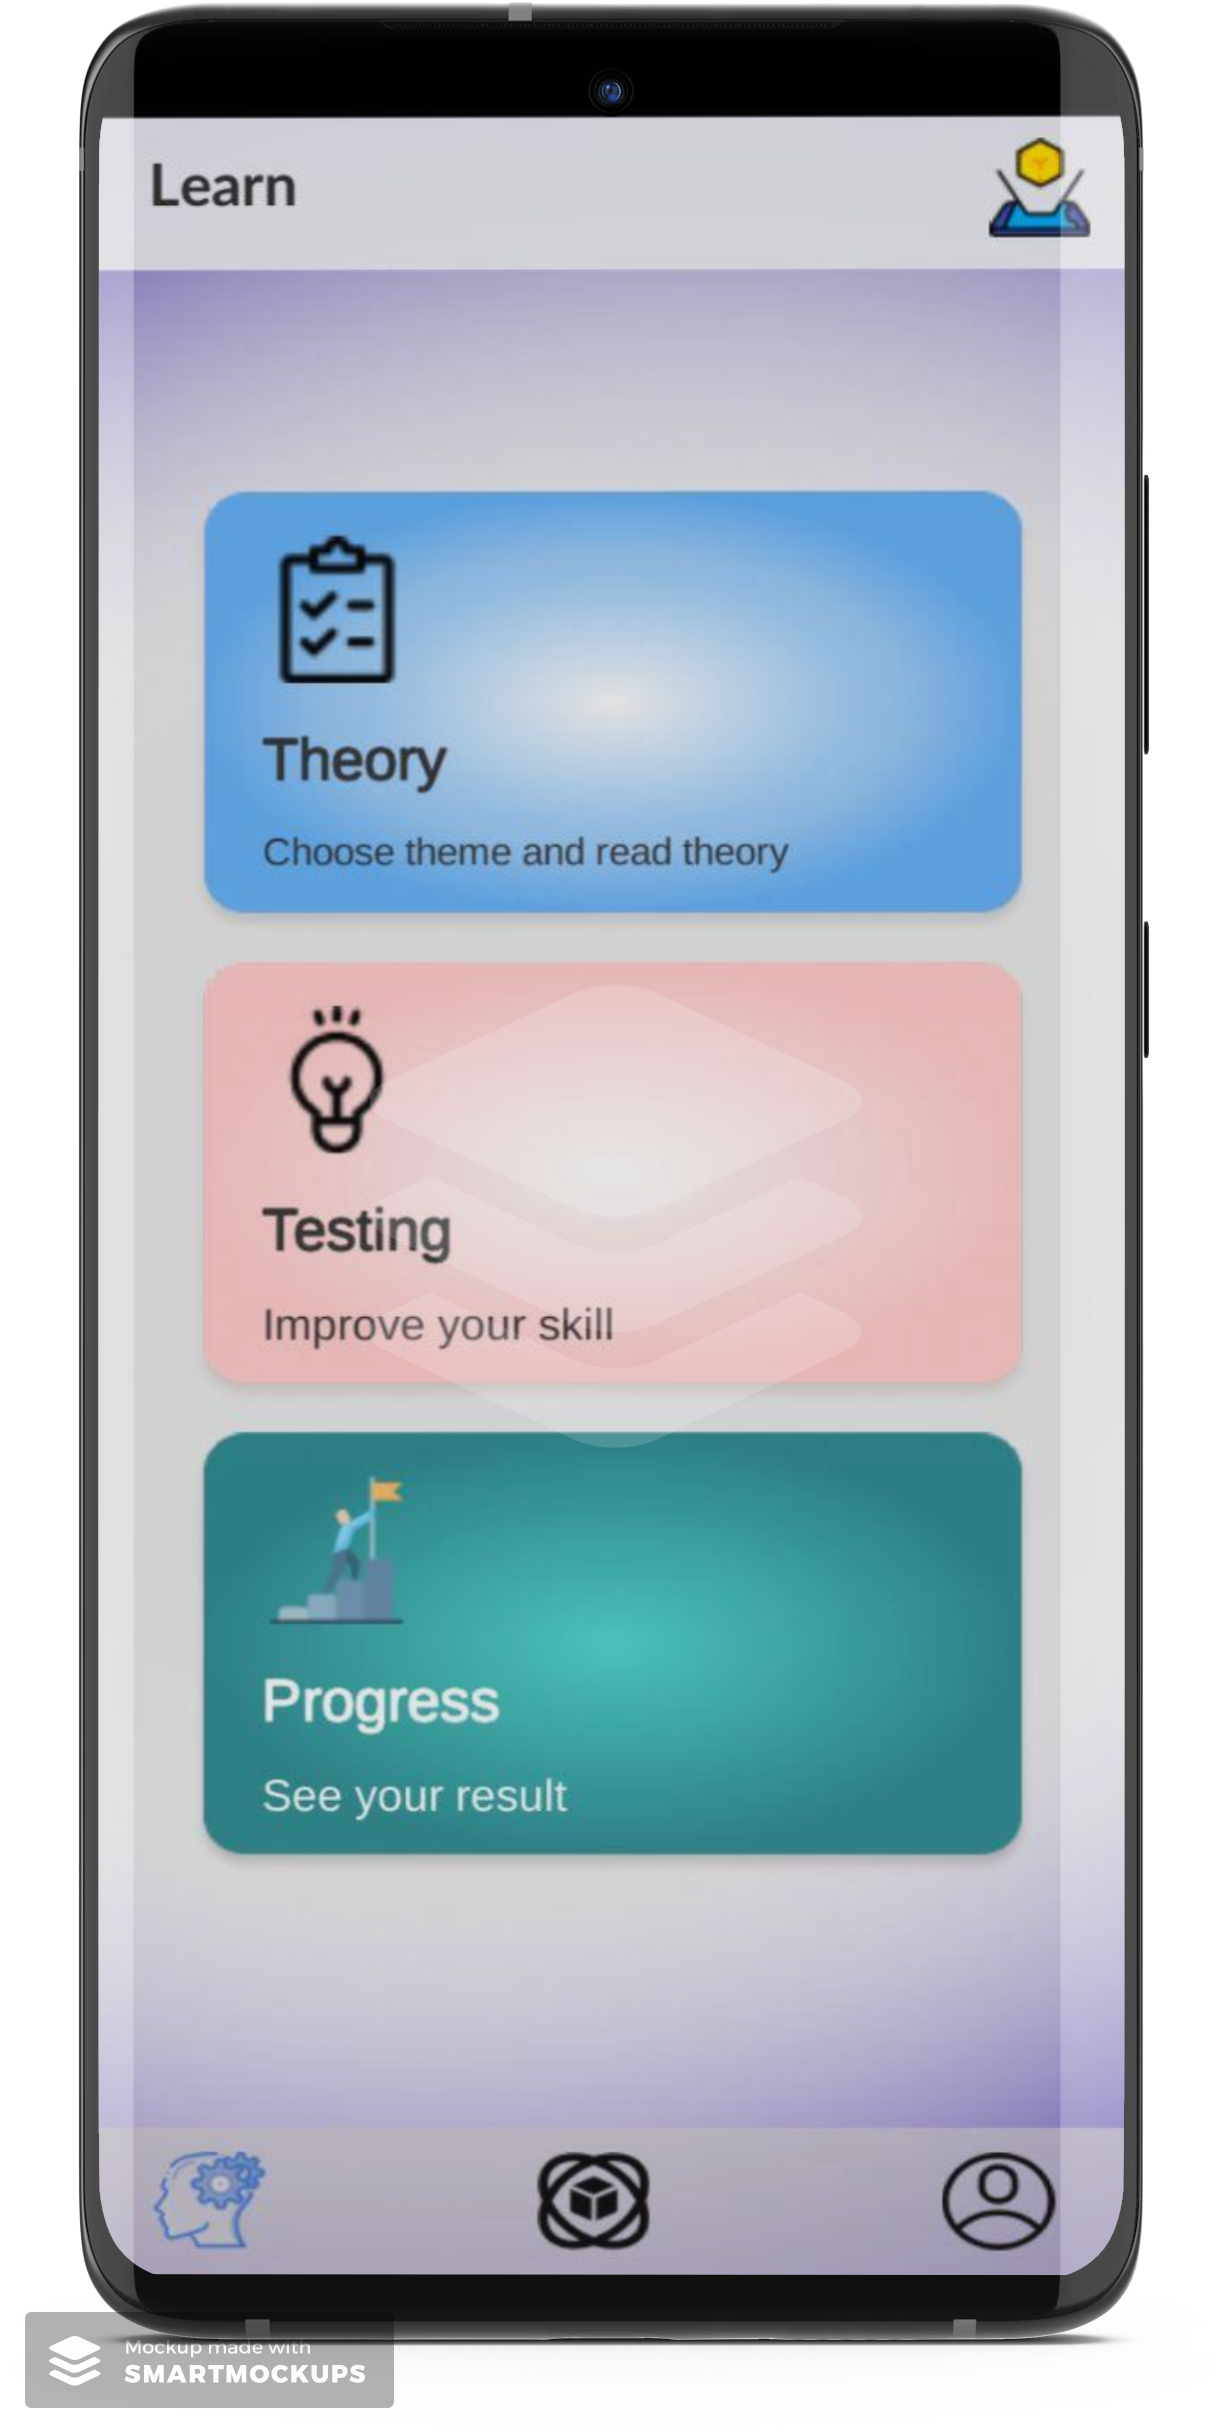 Learn
Theory
Choose theme and read theory
Testing
Improve your skill
Progress
See your result
Mockup made with
SMARTMOCKUPS